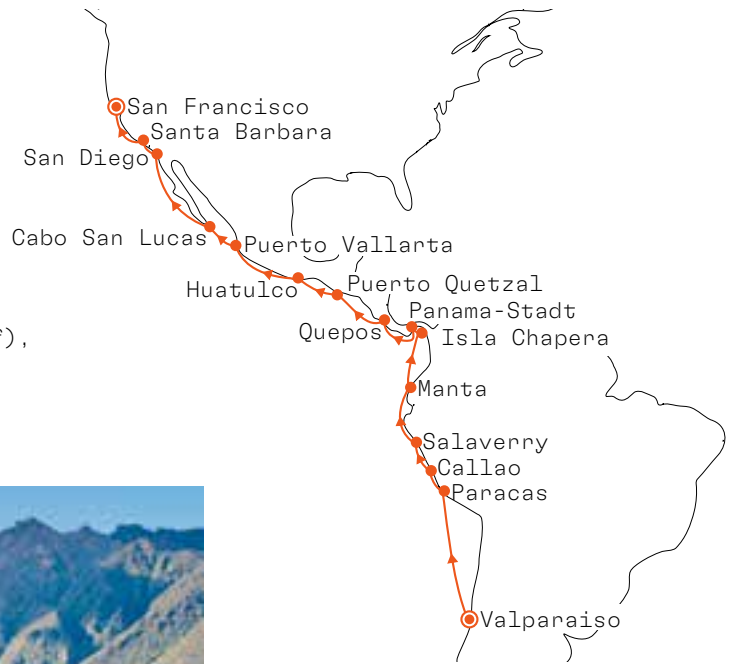 San Francisco
Santa Barbara
San Diego
Cabo San Lucas
Puerto Vallarta
Huatulco
Puerto Quetzal
Panama-Stadt
Quepos
Isla Chapera
),
Manta
Salaverry
Callao
Paracas
Valparaiso